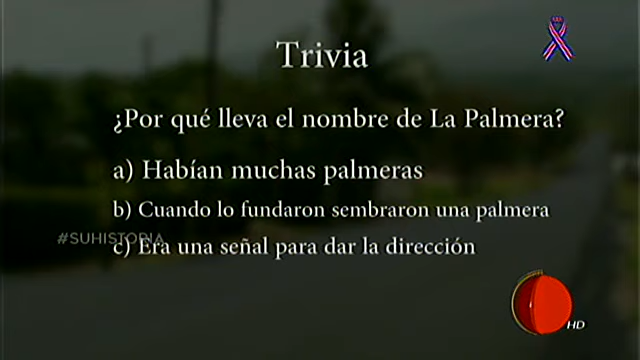 Trivia
¿Por qué lleva el nombre de La Palmera?
a) Habían muchas palmeras
b) Cuando lo fundaron sembraron una palmera
#SUHISTORIA
c) Era una señal para dar la dirección
HD